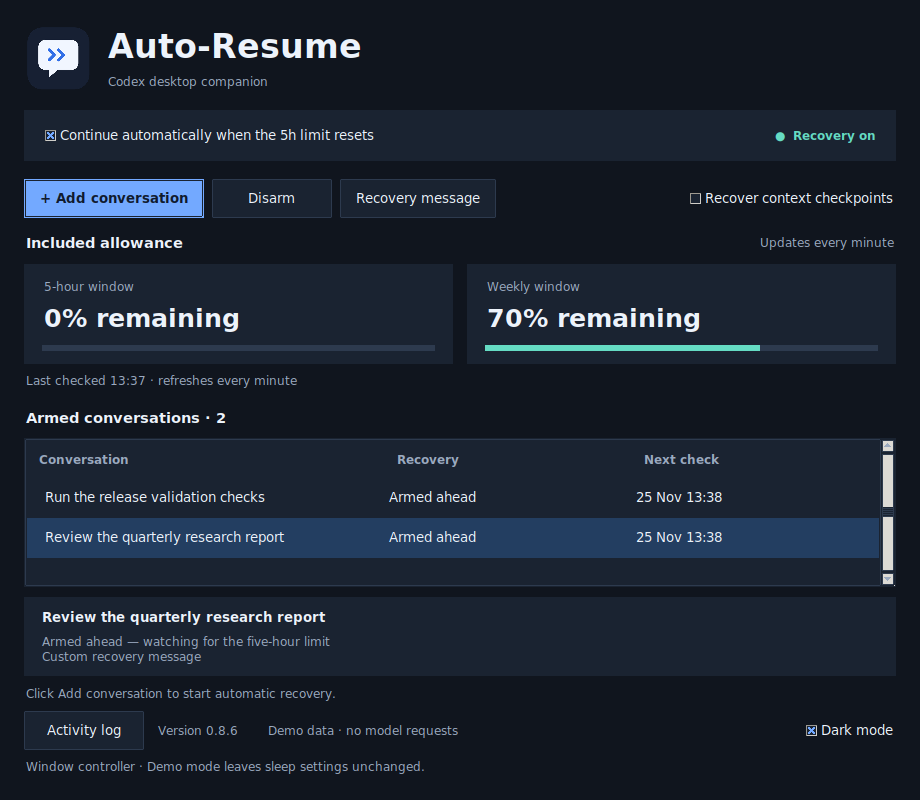 Auto-Resume
Codex desktop companion
Continue automatically when the 5h limit resets
Recovery on
+ Add conversation
Disarm
Recovery message
Recover context checkpoints
Included allowance
Updates every minute
5-hour window
0% remaining
Weekly window
70% remaining
Last checked 13:37 · refreshes every minute
Armed conversations · 2
Conversation Recovery Next check
Run the release validation checks Armed ahead 25 Nov 13:38
Review the quarterly research report Armed ahead 25 Nov 13:38
Review the quarterly research report
Armed ahead — watching for the five-hour limit
Custom recovery message
Click Add conversation to start automatic recovery.
Activity log
Version 0.8.6
Demo data · no model requests
Dark mode
Window controller · Demo mode leaves sleep settings unchanged.